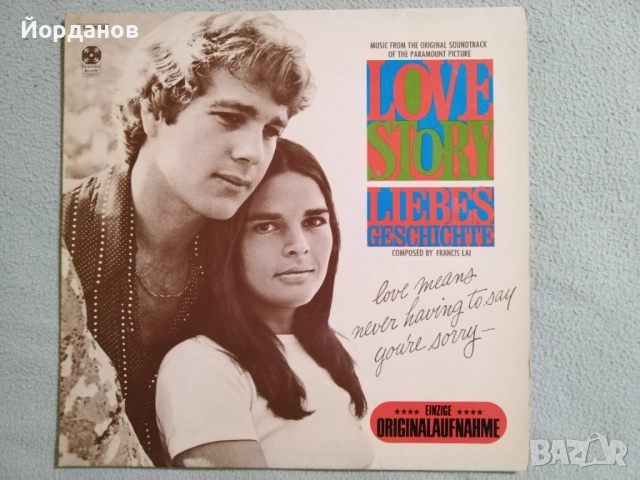 Йорданов
MUSIC FROM THE ORIGINAL SOUNDTRACK
OF THE PARAMOUNT PICTURE
LOVE
STORY
LIEBES
GESCHICHTE
COMPOSED BY FRANCIS LAI
love means
never having to say
you're sorry—
**** EINZIGE ****
ORIGINALAUFNAHME
BAZAR